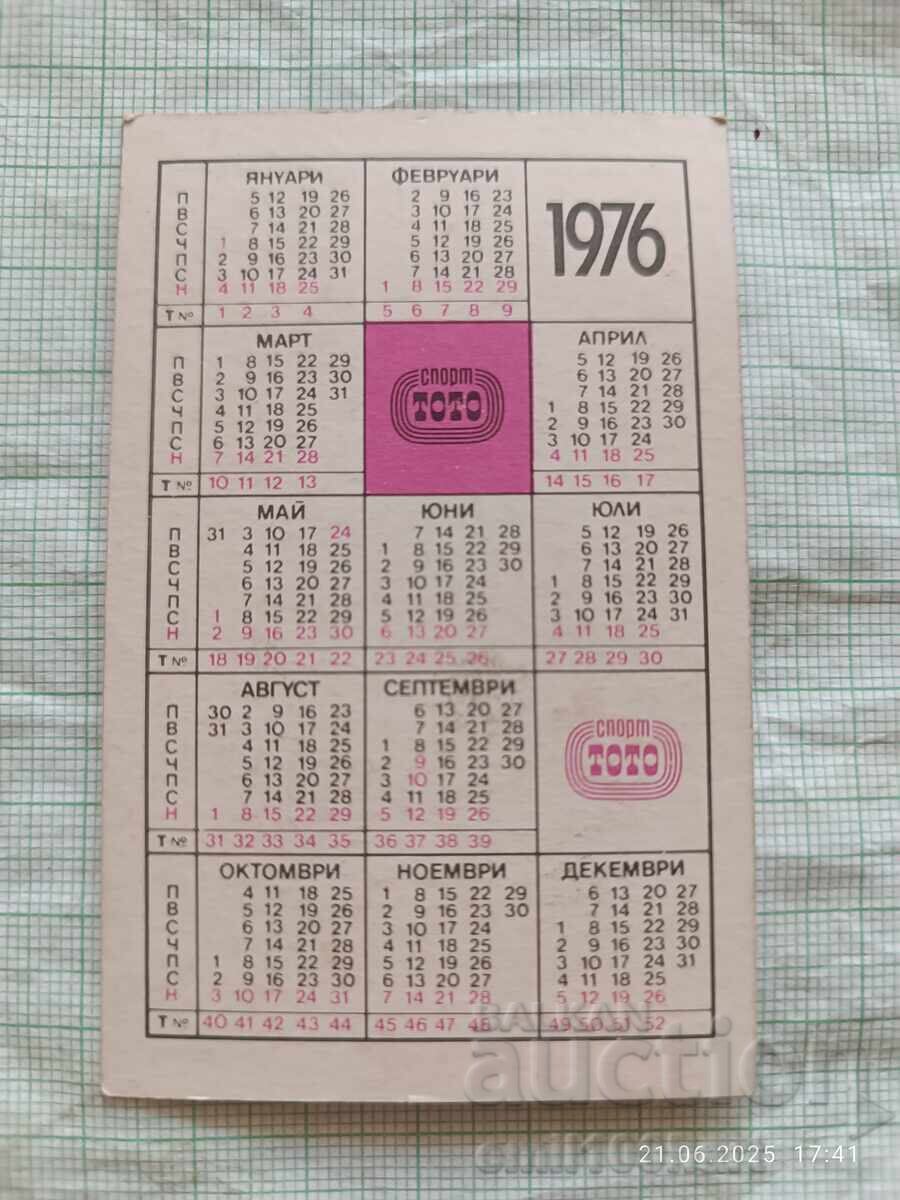 ЯНУАРИ ФЕВРУАРИ 1976
П 5 12 19 26 2 9 16 23
В 6 13 20 27 3 10 17 24
С 7 14 21 28 4 11 18 25
Ч 1 8 15 22 29 5 12 19 26
П 2 9 16 23 30 6 13 20 27
С 3 10 17 24 31 7 14 21 28
Н 4 11 18 25 1 8 15 22 29
Т № 1 2 3 4 5 6 7 8 9
МАРТ спорт ТОТО АПРИЛ
П 1 8 15 22 29 5 12 19 26
В 2 9 16 23 30 6 13 20 27
С 3 10 17 24 31 7 14 21 28
Ч 4 11 18 25 1 8 15 22 29
П 5 12 19 26 2 9 16 23 30
С 6 13 20 27 3 10 17 24
Н 7 14 21 28 4 11 18 25
Т № 10 11 12 13 14 15 16 17
МАЙ ЮНИ ЮЛИ
П 31 3 10 17 24 7 14 21 28 5 12 19 26
В 4 11 18 25 1 8 15 22 29 6 13 20 27
С 5 12 19 26 2 9 16 23 30 7 14 21 28
Ч 6 13 20 27 3 10 17 24 1 8 15 22 29
П 7 14 21 28 4 11 18 25 2 9 16 23 30
С 1 8 15 22 29 5 12 19 26 3 10 17 24 31
Н 2 9 16 23 30 6 13 20 27 4 11 18 25
Т № 18 19 20 21 22 23 24 25 26 27 28 29 30
АВГУСТ СЕПТЕМВРИ спорт ТОТО
П 30 2 9 16 23 6 13 20 27
В 31 3 10 17 24 7 14 21 28
С 4 11 18 25 1 8 15 22 29
Ч 5 12 19 26 2 9 16 23 30
П 6 13 20 27 3 10 17 24
С 7 14 21 28 4 11 18 25
Н 1 8 15 22 29 5 12 19 26
Т № 31 32 33 34 35 36 37 38 39
ОКТОМВРИ НОЕМВРИ ДЕКЕМВРИ
П 4 11 18 25 1 8 15 22 29 6 13 20 27
В 5 12 19 26 2 9 16 23 30 7 14 21 28
С 6 13 20 27 3 10 17 24 1 8 15 22 29
Ч 7 14 21 28 4 11 18 25 2 9 16 23 30
П 1 8 15 22 29 5 12 19 26 3 10 17 24 31
С 2 9 16 23 30 6 13 20 27 4 11 18 25
Н 3 10 17 24 31 7 14 21 28 5 12 19 26
Т № 40 41 42 43 44 45 46 47 48 49 50 51 52
BALKAN
auction
21.06.2025 17:41